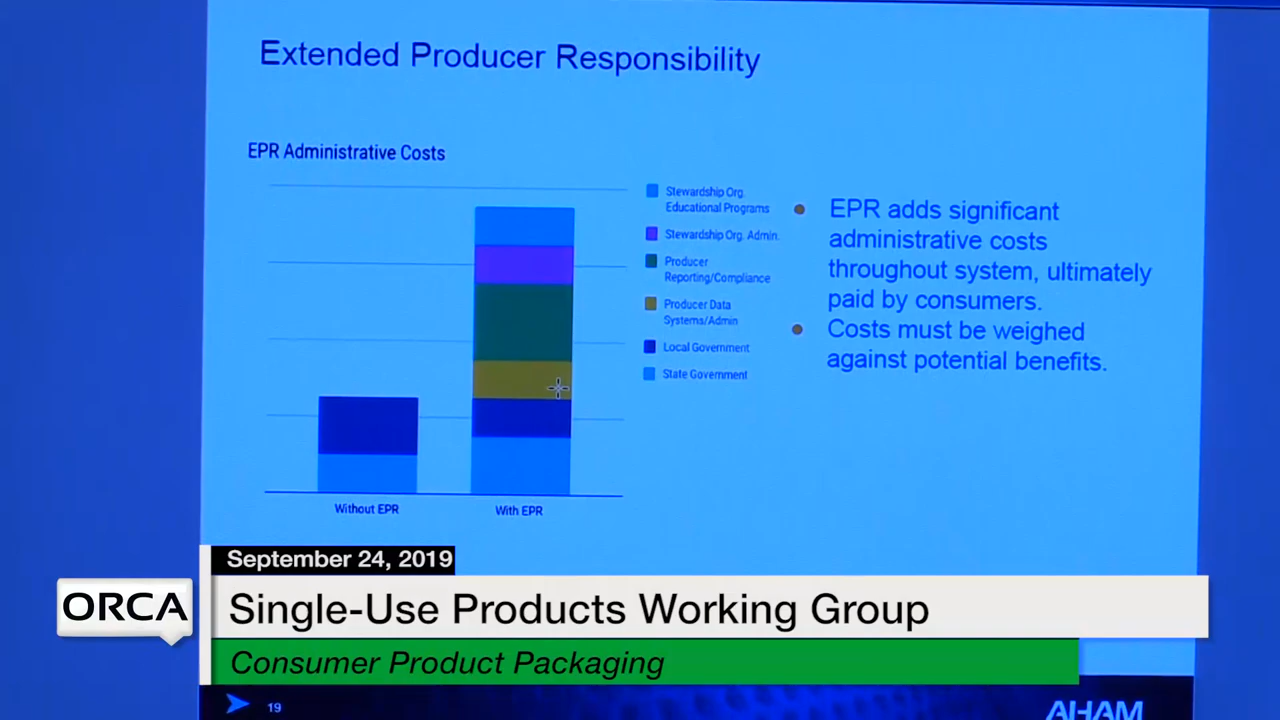 Extended Producer Responsibility
EPR Administrative Costs
Stewardship Org.
Educational Programs
Stewardship Org. Admin.
Producer
Reporting/Compliance
Producer Data
Systems/Admin
Local Government
State Government
Without EPR
With EPR
EPR adds significant
administrative costs
throughout system, ultimately
paid by consumers.
Costs must be weighed
against potential benefits.
September 24, 2019
ORCA
Single-Use Products Working Group
Consumer Product Packaging
19
AHAM